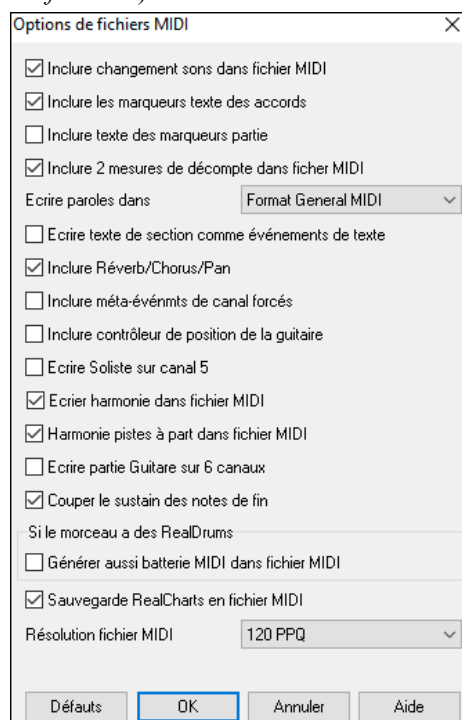 Options de fichiers MIDI
Inclure changement sons dans fichier MIDI
Inclure les marqueurs texte des accords
Inclure texte des marqueurs partie
Inclure 2 mesures de décompte dans ficher MIDI
Ecrire paroles dans Format General MIDI
Ecrire texte de section comme événements de texte
Inclure Réverb/Chorus/Pan
Inclure méta-événmts de canal forcés
Inclure contrôleur de position de la guitaire
Ecrire Soliste sur canal 5
Ecrier harmonie dans fichier MIDI
Harmonie pistes à part dans fichier MIDI
Ecrire partie Guitare sur 6 canaux
Couper le sustain des notes de fin
Si le morceau a des RealDrums
Générer aussi batterie MIDI dans fichier MIDI
Sauvegarde RealCharts en fichier MIDI
Résolution fichier MIDI 120 PPQ
Défauts OK Annuler Aide